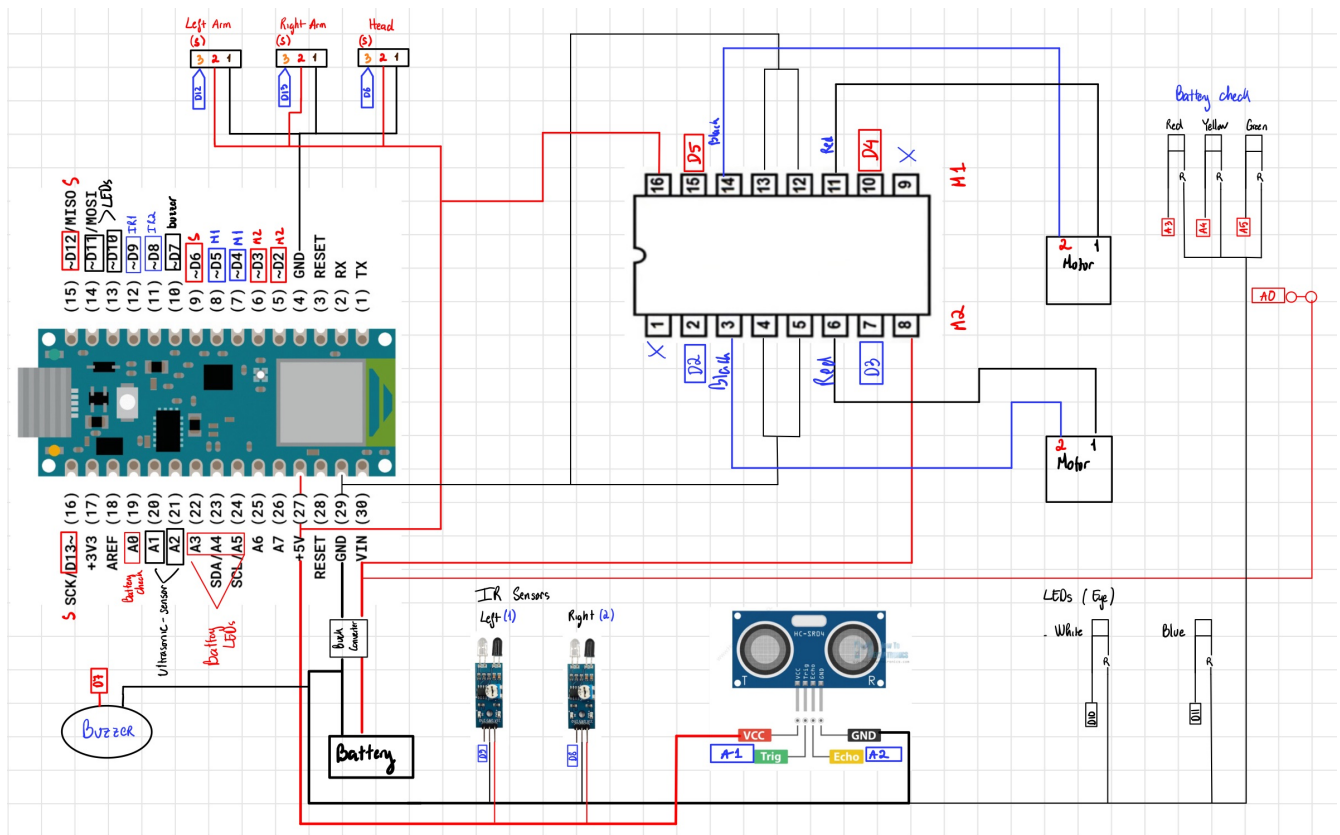 Left Arm
(S)
3 2 1
D12
Right Arm
(S)
3 2 1
D13
Head
(S)
3 2 1
D6
(15) ~D12/MISO S
(14) ~D11/MOSI
(13) ~D10
LEDs
(12) ~D9 IR1
(11) ~D8 IR2
(10) ~D7 buzzer
(9) ~D6 S
(8) ~D5 M1
(7) ~D4 M1
(6) ~D3 M2
(5) ~D2 M2
(4) GND
(3) RESET
(2) RX
(1) TX
S SCK/D13~ (16)
+3V3 (17)
AREF (18)
A0 (19)
Battery check
A1 (20)
A2 (21)
Ultrasonic-sensor
A3 (22)
SDA/A4 (23)
SCL/A5 (24)
Battery LEDs
A6 (25)
A7 (26)
+5V (27)
RESET (28)
GND (29)
VIN (30)
16 15 14 13 12 11 10 9
D5
Black
Red
D4
X
M1
1 2 3 4 5 6 7 8
X
D2
Black
Red
D3
M2
2 1
Motor
2 1
Motor
Battery check
Red
Yellow
Green
R
R
R
A3
A4
A5
A0
Buck Converter
Battery
D7
Buzzer
IR Sensors
Left (1)
Right (2)
HC-SR04
T
R
VCC
Trig
Echo
GND
VCC
GND
A-1
Trig
Echo
A-2
LEDs (Eye)
White
Blue
R
R
D10
D11